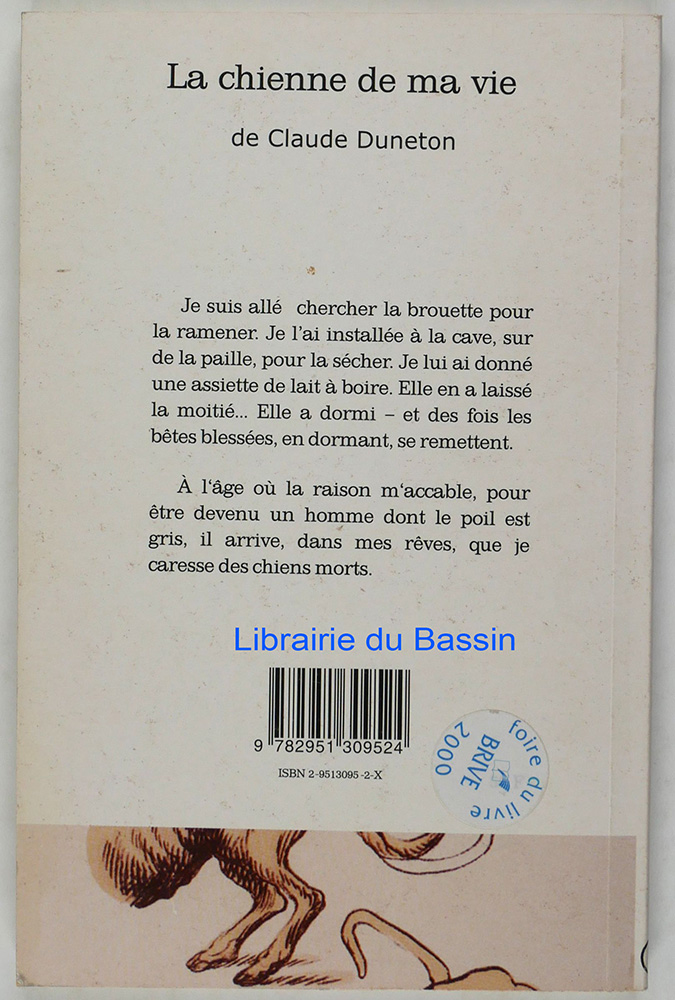 La chienne de ma vie
de Claude Duneton
Je suis allé chercher la brouette pour
la ramener. Je l'ai installée à la cave, sur
de la paille, pour la sécher. Je lui ai donné
une assiette de lait à boire. Elle en a laissé
la moitié... Elle a dormi – et des fois les
bêtes blessées, en dormant, se remettent.
À l‘âge où la raison m‘accable, pour
être devenu un homme dont le poil est
gris, il arrive, dans mes rêves, que je
caresse des chiens morts.
Librairie du Bassin
9 782951 309524
ISBN 2-9513095-2-X
foire du livre
BRIVE
2000